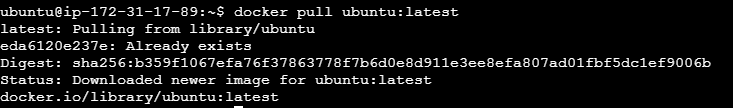 ubuntu@ip-172-31-17-89:~$ docker pull ubuntu:latest
latest: Pulling from library/ubuntu
eda6120e237e: Already exists
Digest: sha256:b359f1067efa76f37863778f7b6d0e8d911e3ee8efa807ad01fbf5dc1ef9006b
Status: Downloaded newer image for ubuntu:latest
docker.io/library/ubuntu:latest